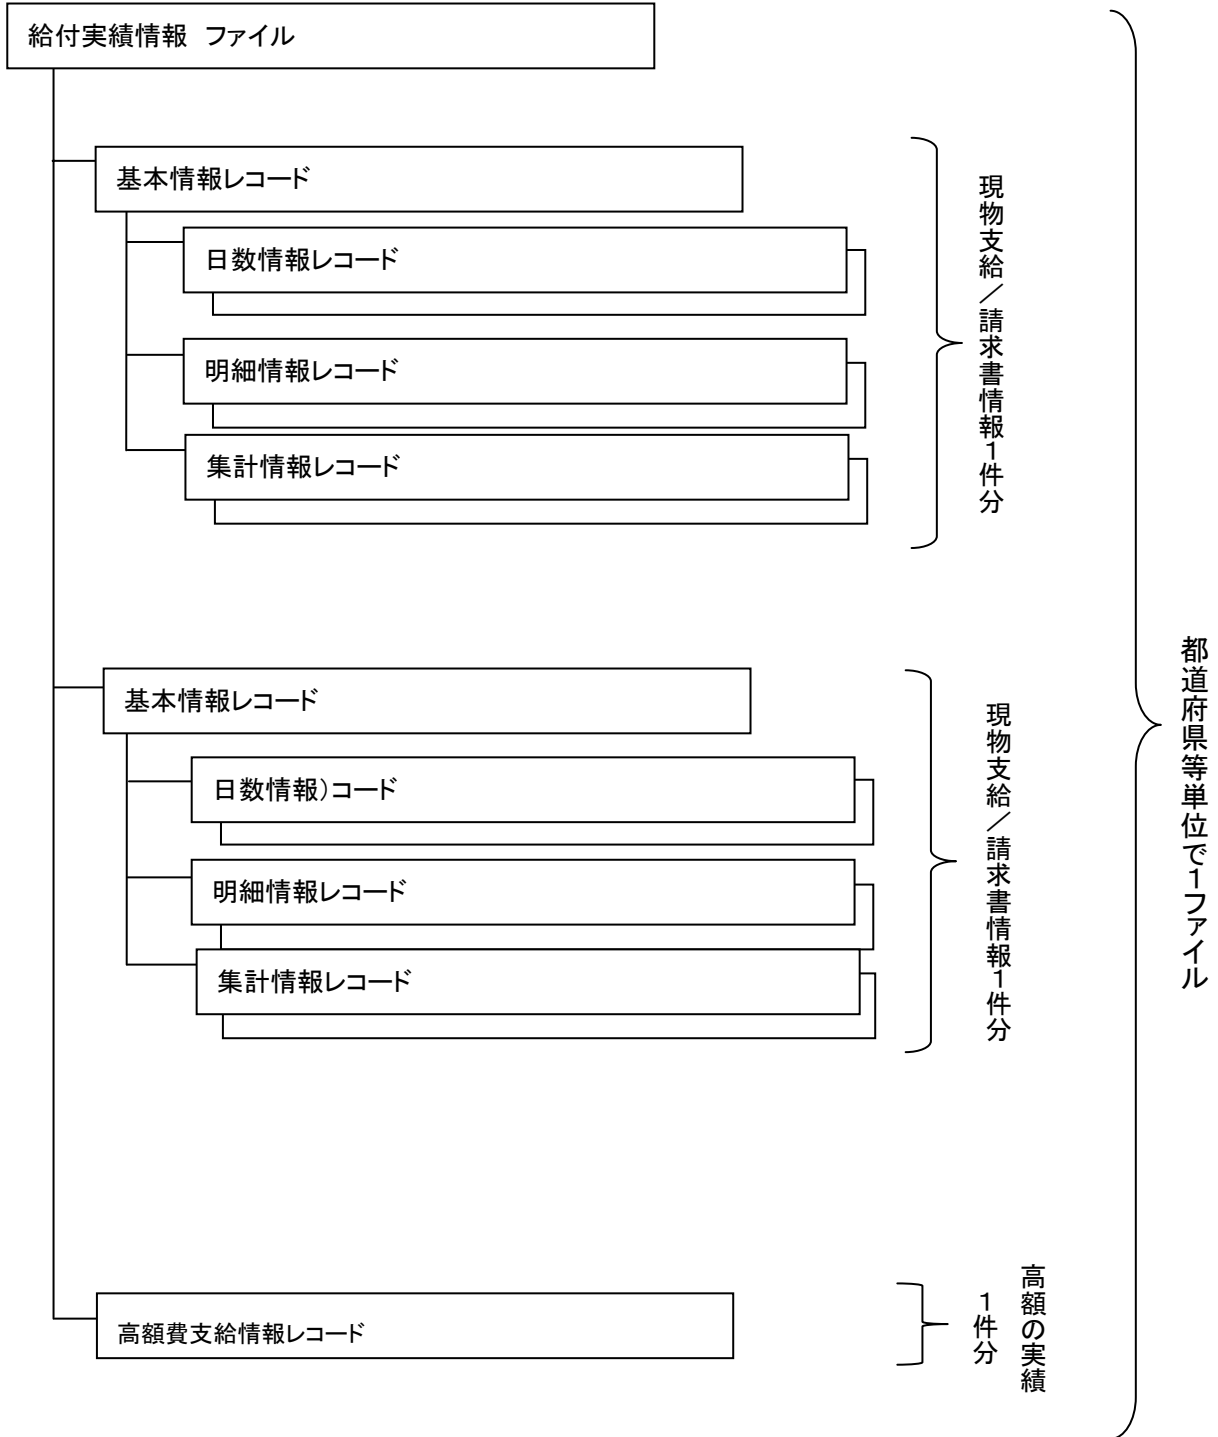 給付実績情報　ファイル
基本情報レコード
日数情報レコード
明細情報レコード
集計情報レコード
現物支給／請求書情報1件分
基本情報レコード
日数情報）コード
明細情報レコード
集計情報レコード
現物支給／請求書情報1件分
高額費支給情報レコード
高額の実績
1件分
都道府県等単位で1ファイル